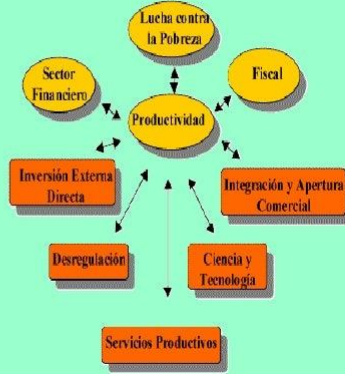 Lucha contra
la Pobreza
Sector
Financiero
Fiscal
Productividad
Inversión Externa
Directa
Integración y Apertura
Comercial
Desregulación
Ciencia y
Tecnología
Servicios Productivos